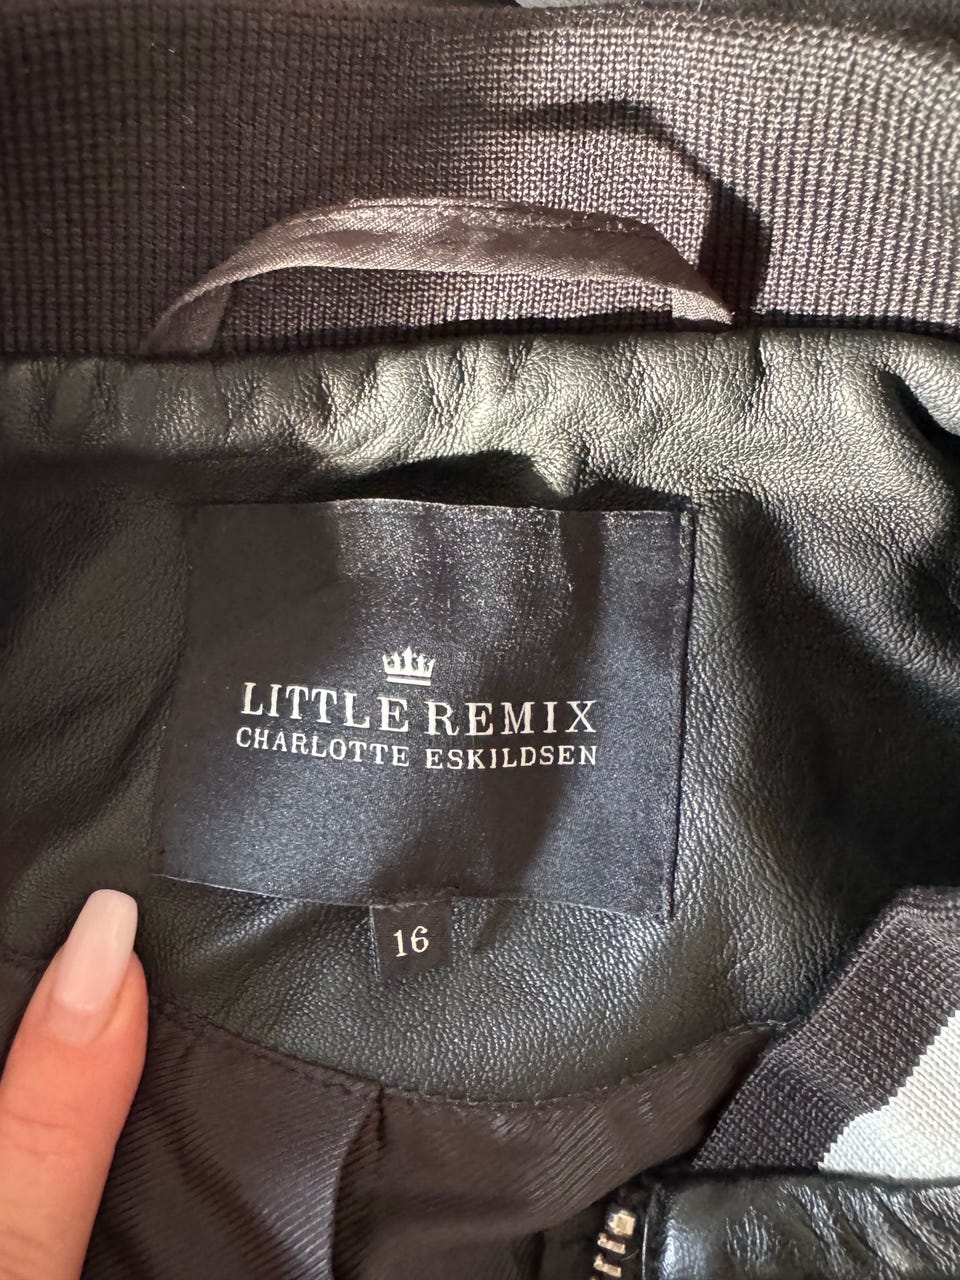 LITTLE REMIX
CHARLOTTE ESKILDSEN
16